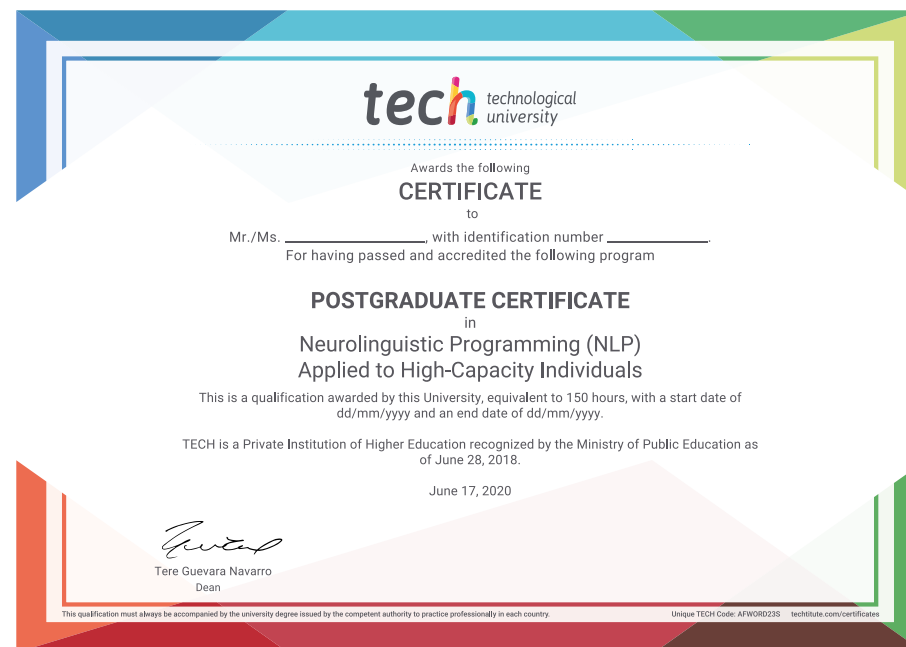 tech technological
university
Awards the following
CERTIFICATE
to
Mr./Ms. ____________________, with identification number ______________.
For having passed and accredited the following program
POSTGRADUATE CERTIFICATE
in
Neurolinguistic Programming (NLP)
Applied to High-Capacity Individuals
This is a qualification awarded by this University, equivalent to 150 hours, with a start date of
dd/mm/yyyy and an end date of dd/mm/yyyy.
TECH is a Private Institution of Higher Education recognized by the Ministry of Public Education as
of June 28, 2018.
June 17, 2020
Tere Guevara Navarro
Dean
This qualification must always be accompanied by the university degree issued by the competent authority to practice professionally in each country. Unique TECH Code: AFWORD23S techtitute.com/certificates